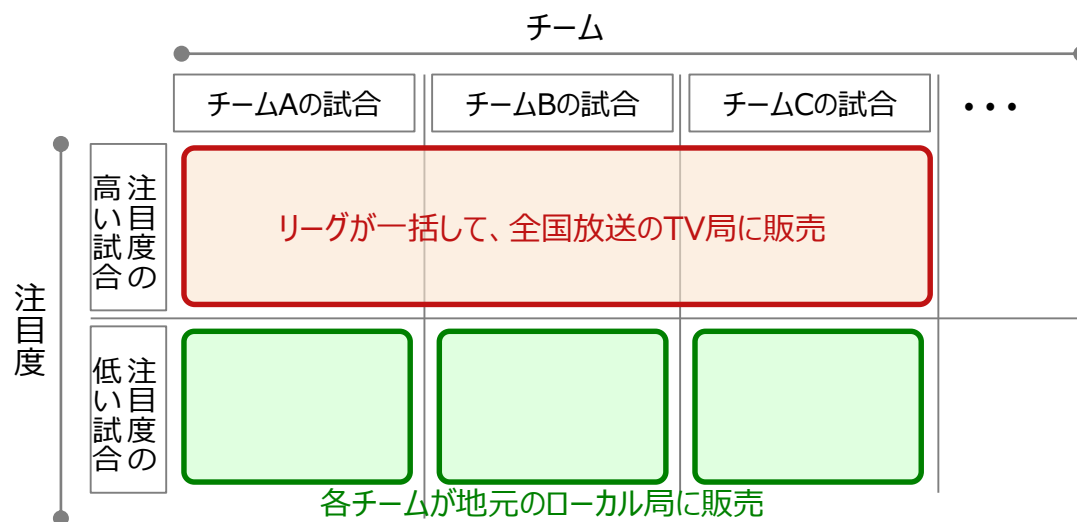 チーム
チームAの試合
チームBの試合
チームCの試合
・・・
注目度
注目度の
高い試合
リーグが一括して、全国放送のTV局に販売
注目度の
低い試合
各チームが地元のローカル局に販売